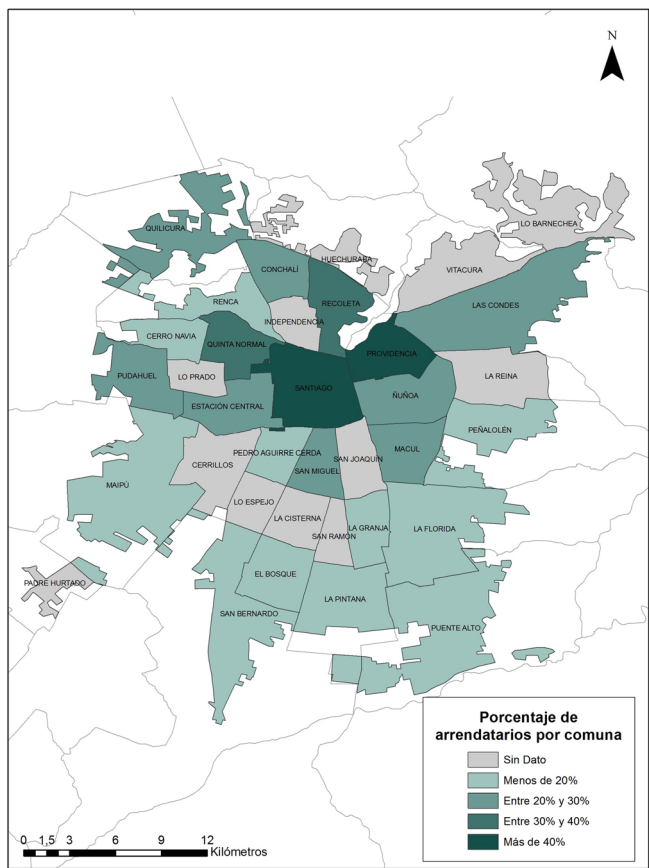 N
LO BARNECHEA
QUILICURA
HUECHURABA
VITACURA
CONCHALÍ
LAS CONDES
RENCA
RECOLETA
INDEPENDENCIA
CERRO NAVIA
QUINTA NORMAL
PROVIDENCIA
LA REINA
PUDAHUEL
LO PRADO
SANTIAGO
ÑUÑOA
ESTACIÓN CENTRAL
PEÑALOLÉN
PEDRO AGUIRRE CERDA
MACUL
CERRILLOS
SAN JOAQUÍN
SAN MIGUEL
MAIPÚ
LO ESPEJO
LA CISTERNA
LA GRANJA
LA FLORIDA
SAN RAMÓN
EL BOSQUE
PADRE HURTADO
LA PINTANA
SAN BERNARDO
PUENTE ALTO
Porcentaje de
arrendatarios por comuna
Sin Dato
Menos de 20%
Entre 20% y 30%
Entre 30% y 40%
Más de 40%
0 1,5 3 6 9 12
Kilómetros